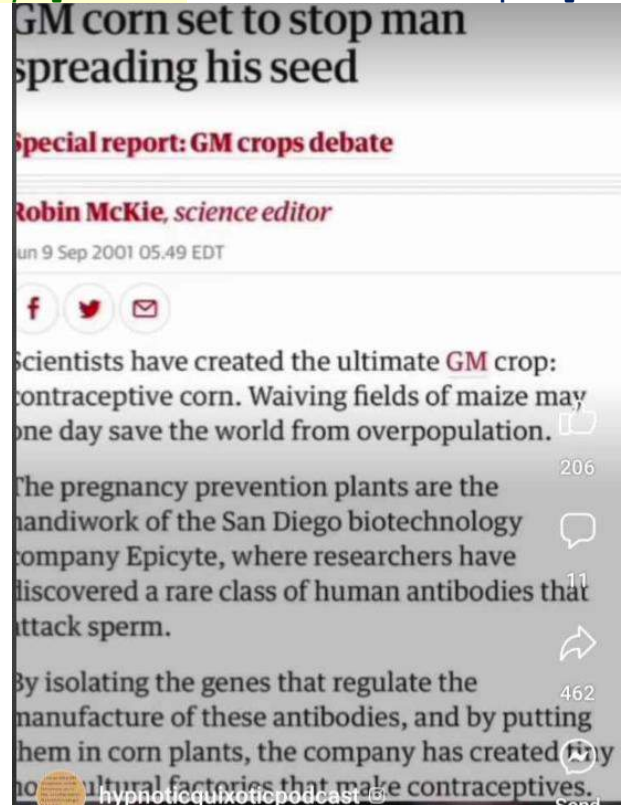 GM corn set to stop man
spreading his seed
Special report: GM crops debate
Robin McKie, science editor
un 9 Sep 2001 05.49 EDT
Scientists have created the ultimate GM crop:
contraceptive corn. Waiving fields of maize may
one day save the world from overpopulation.
206
The pregnancy prevention plants are the
handiwork of the San Diego biotechnology
company Epicyte, where researchers have
discovered a rare class of human antibodies that
11
attack sperm.
By isolating the genes that regulate the
462
manufacture of these antibodies, and by putting
them in corn plants, the company has created tiny
factories that make contraceptives.
hypnoticquixoticpodcast
Send